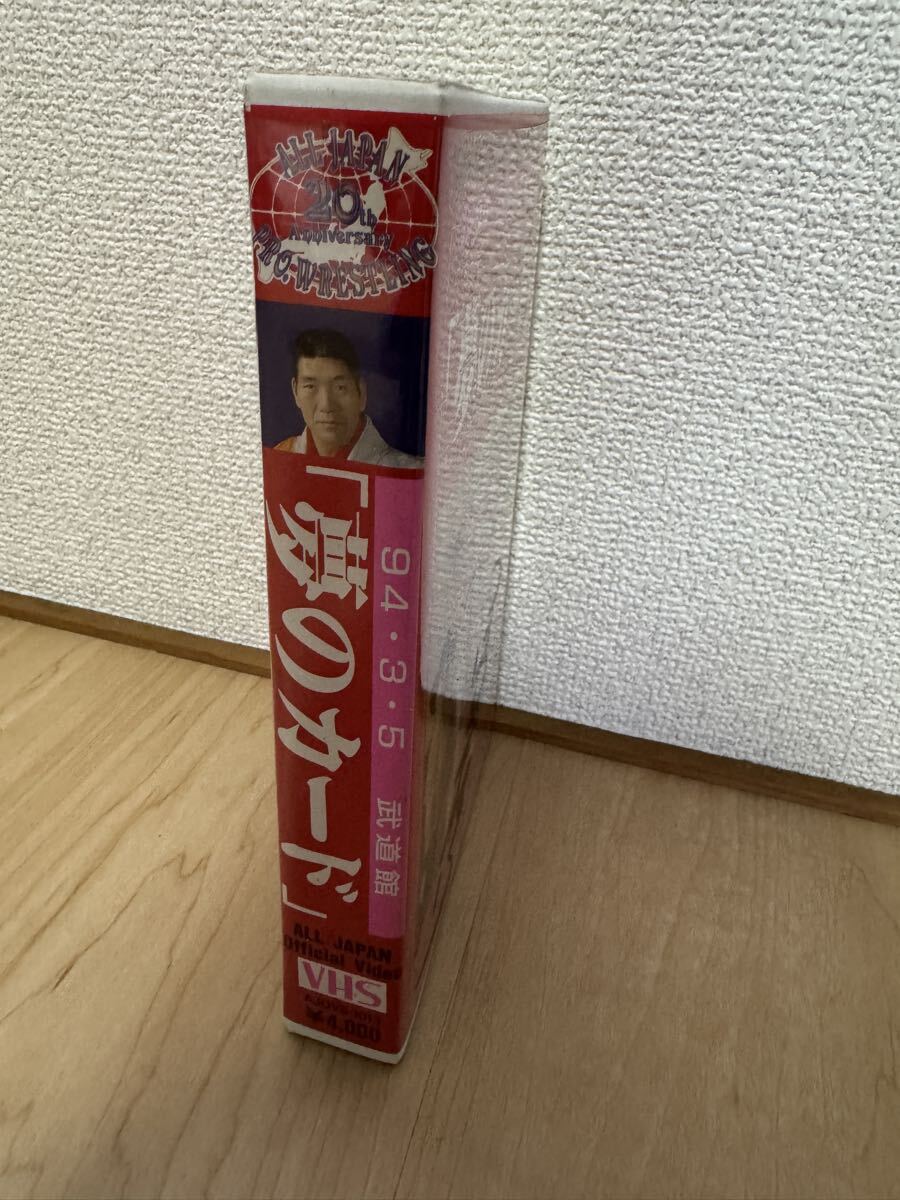 ALL JAPAN
20th
Anniversary
PRO.WRESTLING
「夢のカード」
94・3・5 武道館
ALL JAPAN
Official Video
VHS
¥4,000